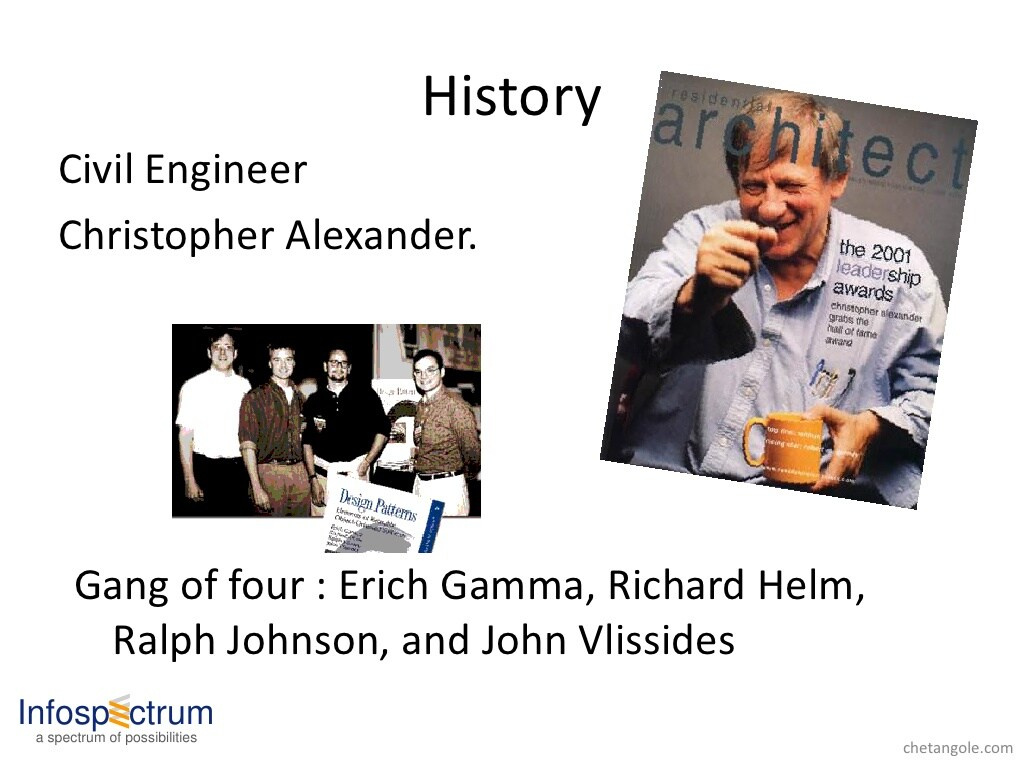 History
Civil Engineer
Christopher Alexander.
residential
architect
the 2001
leadership
awards
christopher alexander
grabs the
hall of fame
award
Design Patterns
Gang of four : Erich Gamma, Richard Helm,
Ralph Johnson, and John Vlissides
Infospectrum
a spectrum of possibilities
chetangole.com